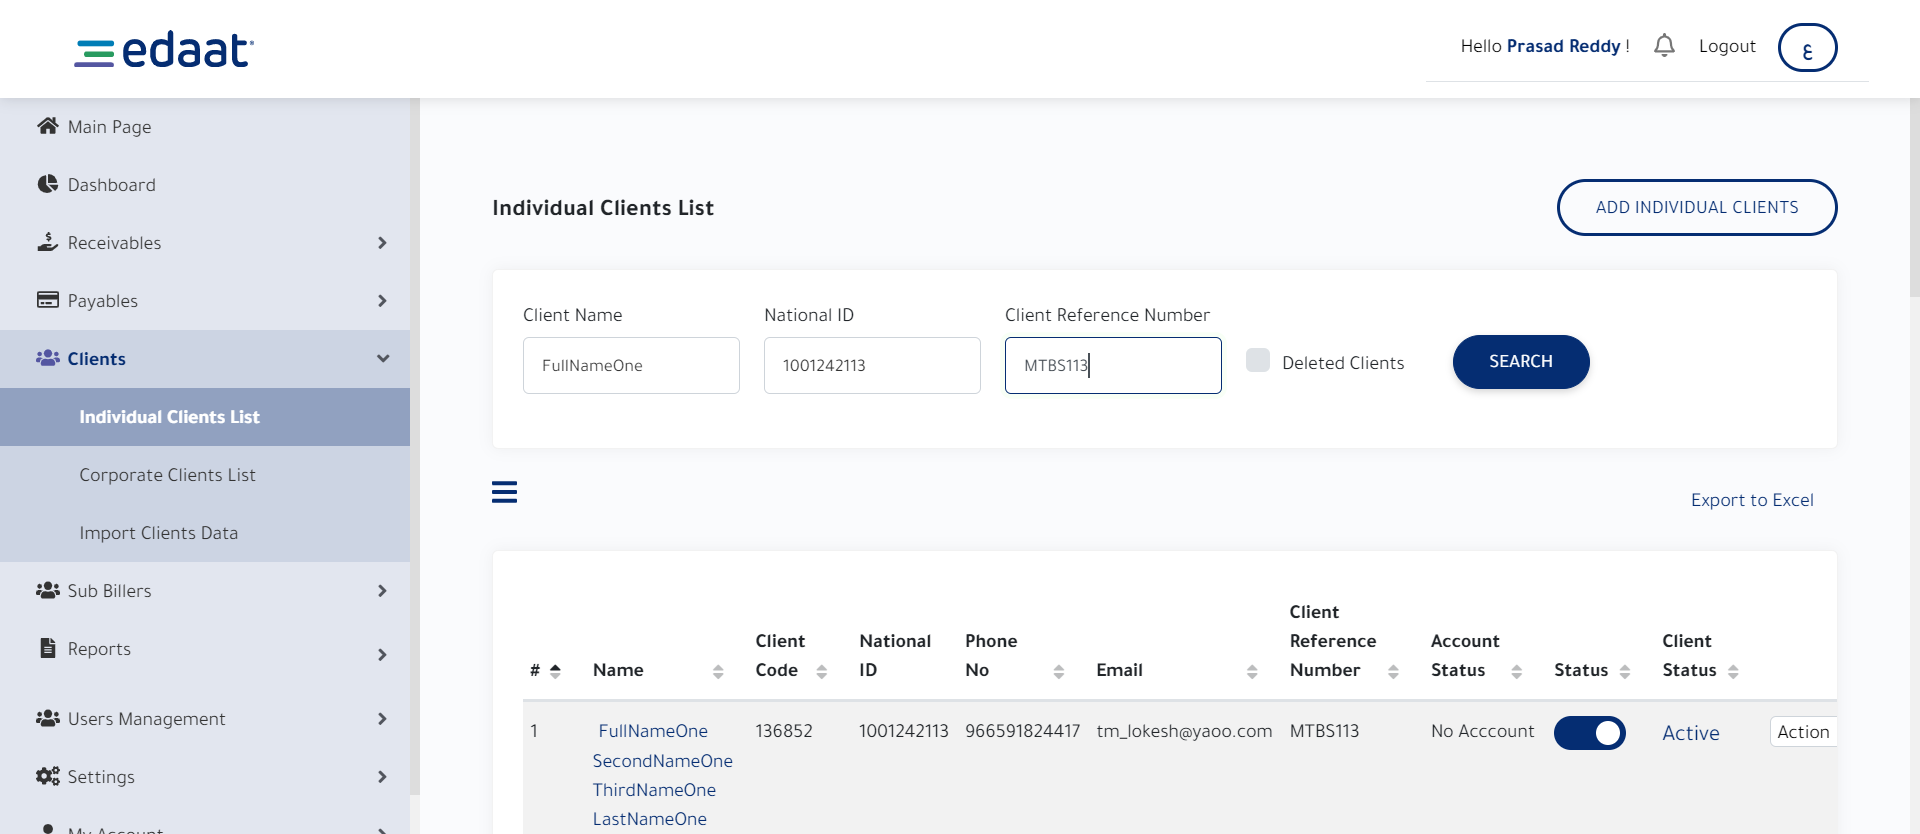 edaat
Hello Prasad Reddy !
Logout
ع
Main Page
Dashboard
Receivables
Payables
Clients
Individual Clients List
Corporate Clients List
Import Clients Data
Sub Billers
Reports
Users Management
Settings
My Account
Individual Clients List
ADD INDIVIDUAL CLIENTS
Client Name
National ID
Client Reference Number
FullNameOne
1001242113
MTBS113
Deleted Clients
SEARCH
Export to Excel
#
Name
Client
Code
National
ID
Phone
No
Email
Client
Reference
Number
Account
Status
Status
Client
Status
1
FullNameOne
SecondNameOne
ThirdNameOne
LastNameOne
136852
1001242113
966591824417
tm_lokesh@yaoo.com
MTBS113
No Acccount
Active
Action